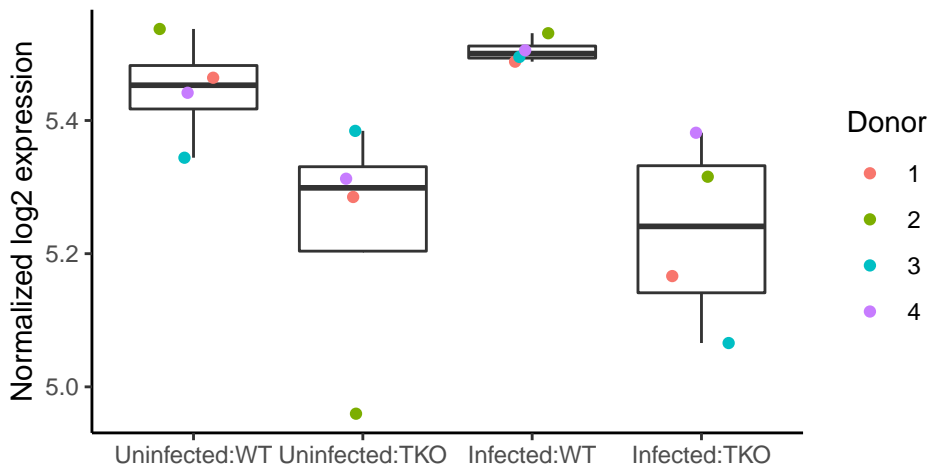 Normalized log2 expression
5.4
5.2
5.0
Uninfected:WT Uninfected:TKO Infected:WT Infected:TKO
Donor
1
2
3
4